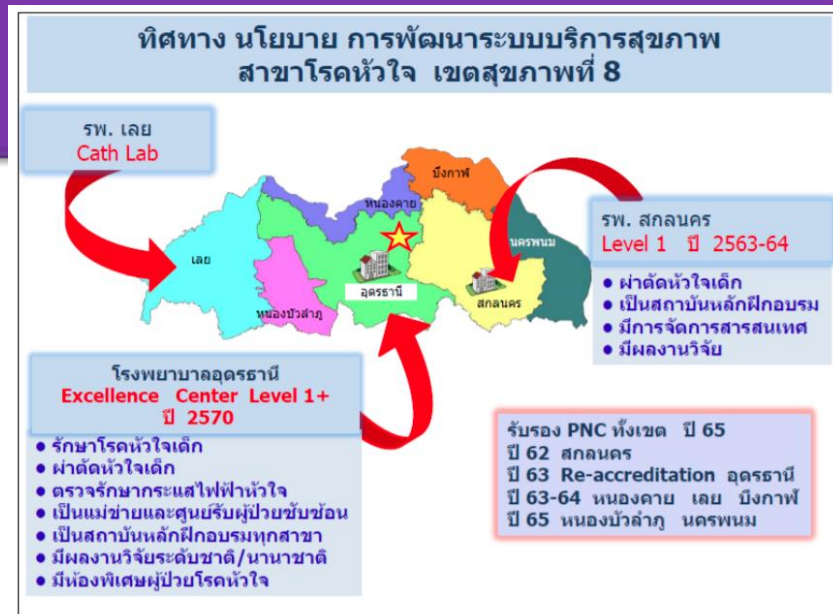 ทิศทาง นโยบาย การพัฒนาระบบบริการสุขภาพ
สาขาโรคหัวใจ เขตสุขภาพที่ 8
รพ. เลย
Cath Lab
บึงกาฬ
หนองคาย
นครพนม
เลย
อุดรธานี
สกลนคร
หนองบัวลำภู
รพ. สกลนคร
Level 1 ปี 2563-64
• ผ่าตัดหัวใจเด็ก
• เป็นสถาบันหลักฝึกอบรม
• มีการจัดการสารสนเทศ
• มีผลงานวิจัย
โรงพยาบาลอุดรธานี
Excellence Center Level 1+
ปี 2570
• รักษาโรคหัวใจเด็ก
• ผ่าตัดหัวใจเด็ก
• ตรวจรักษากระแสไฟฟ้าหัวใจ
• เป็นแม่ข่ายและศูนย์รับผู้ป่วยซับซ้อน
• เป็นสถาบันหลักฝึกอบรมทุกสาขา
• มีผลงานวิจัยระดับชาติ/นานาชาติ
• มีห้องพิเศษผู้ป่วยโรคหัวใจ
รับรอง PNC ทั้งเขต ปี 65
ปี 62 สกลนคร
ปี 63 Re-accreditation อุดรธานี
ปี 63-64 หนองคาย เลย บึงกาฬ
ปี 65 หนองบัวลำภู นครพนม